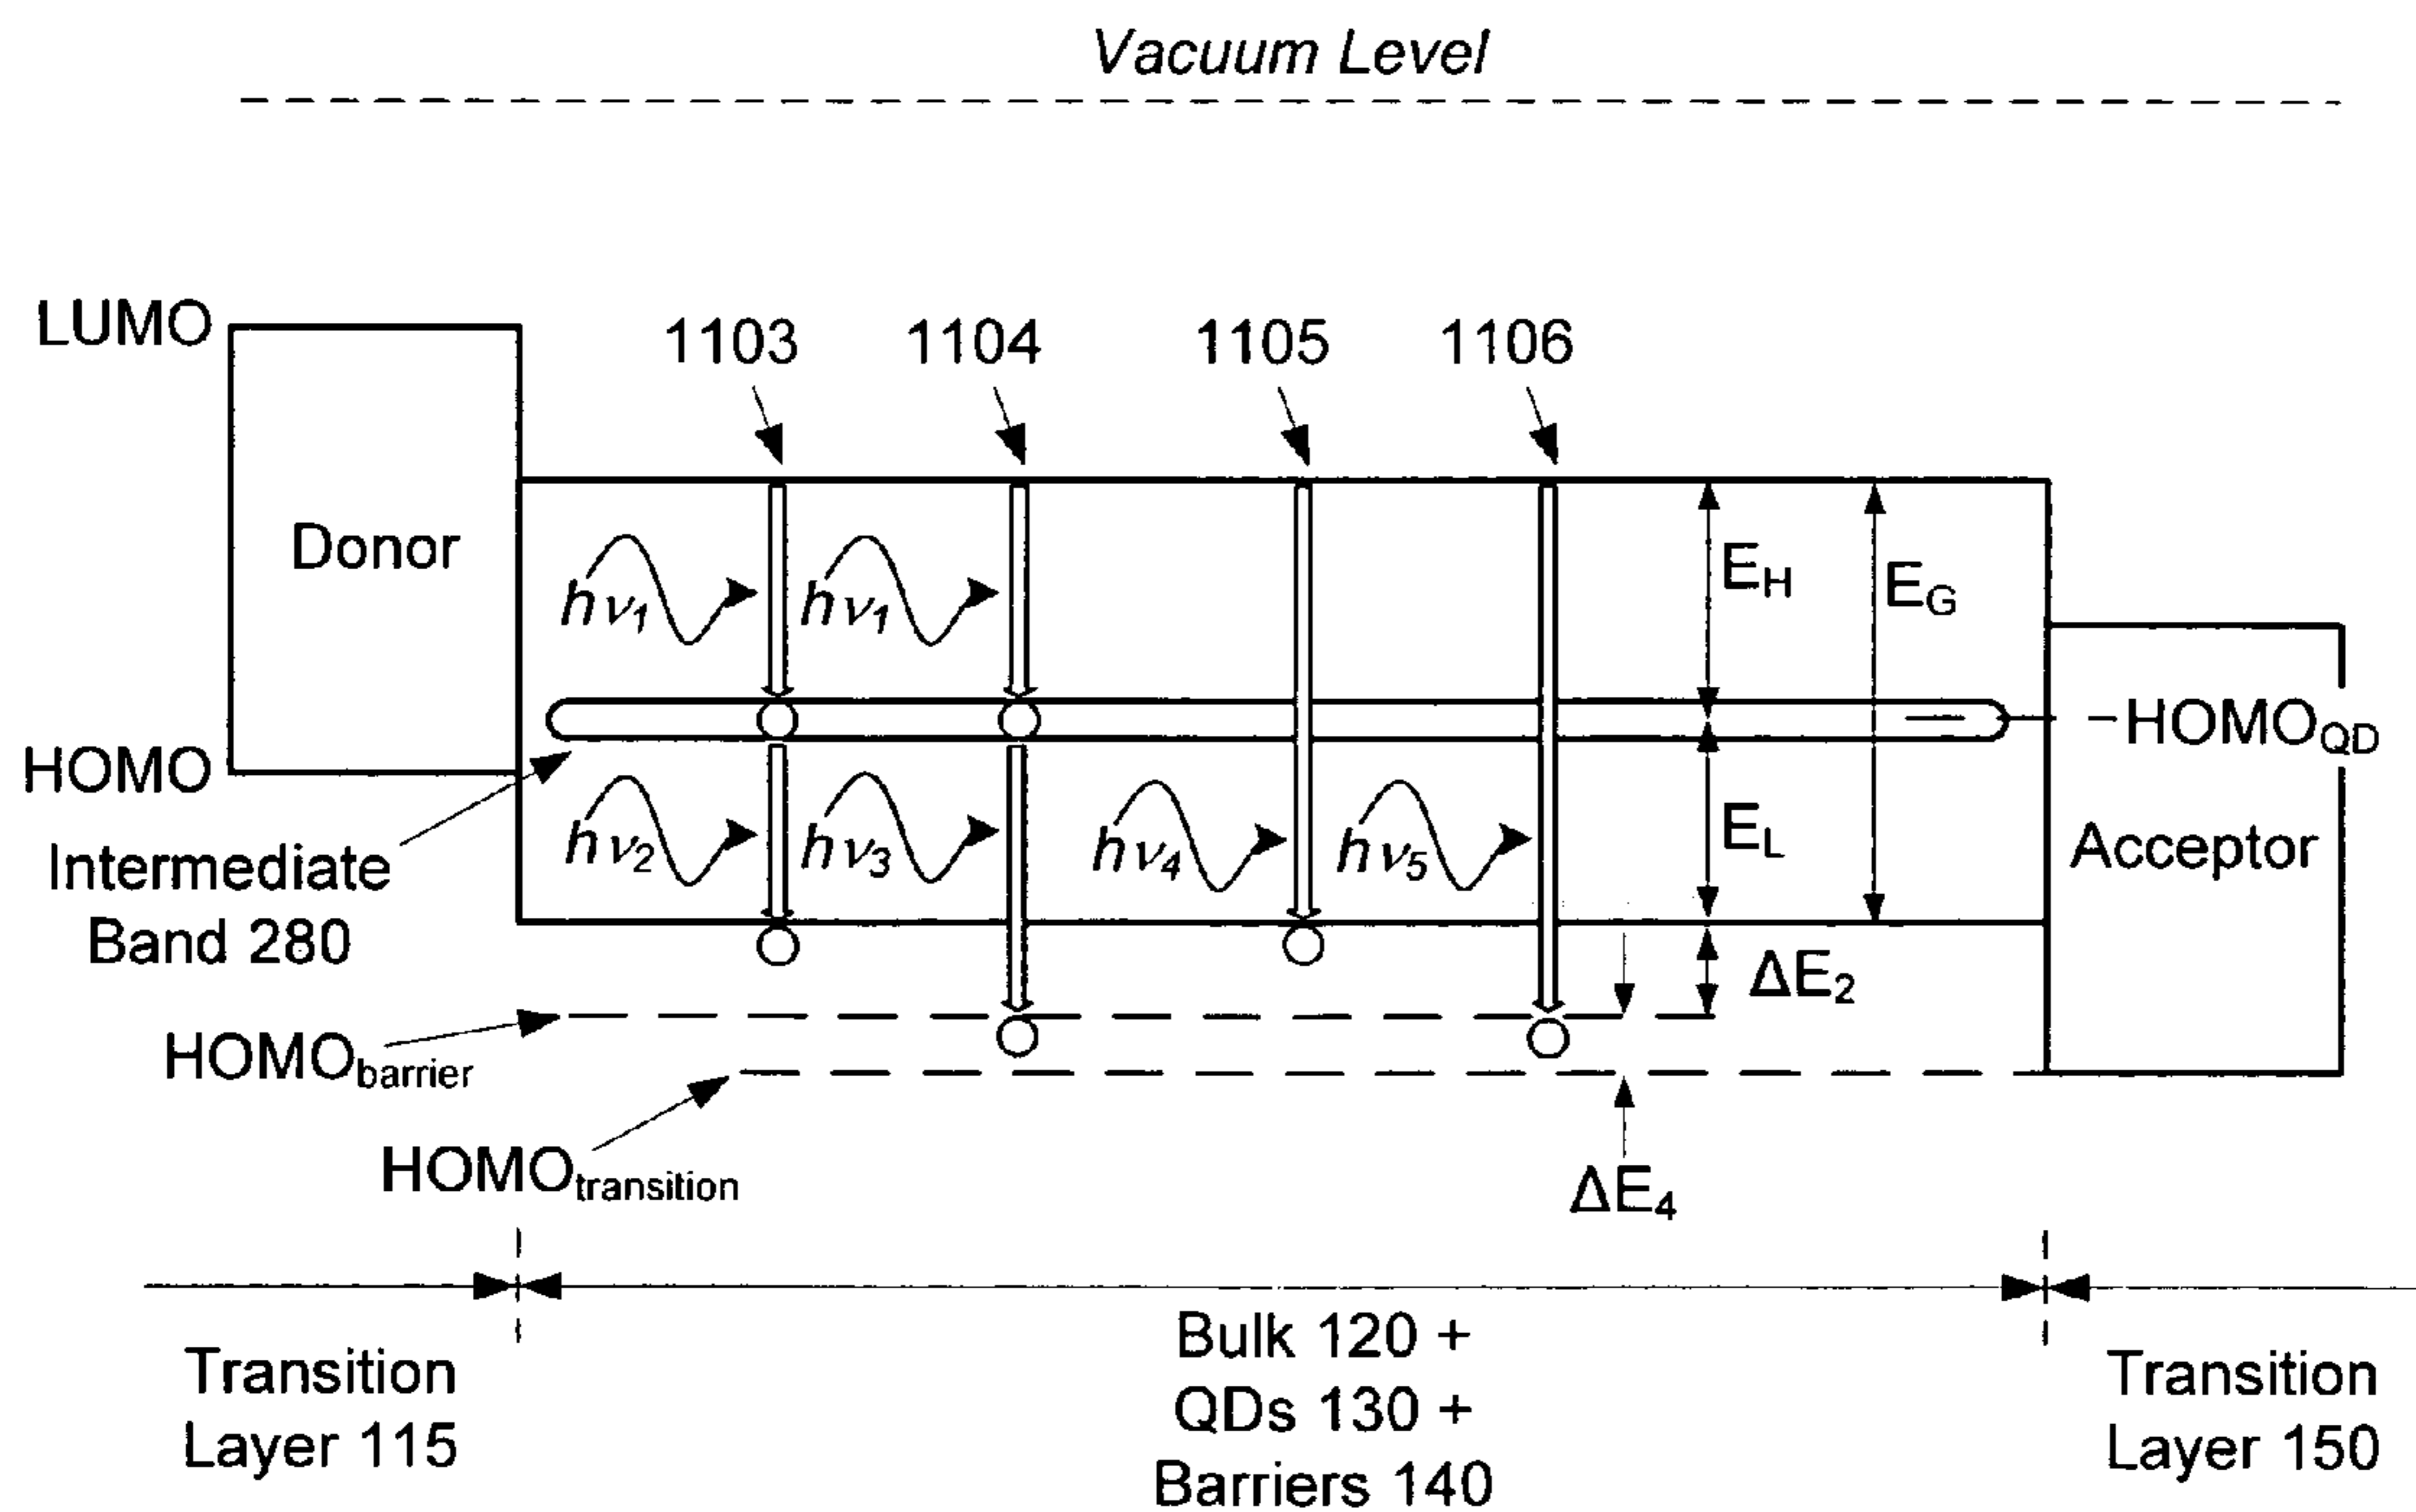 Vacuum Level
LUMO
1103
1104
1105
1106
Donor
hν1
hν1
EH
EG
HOMO
HOMOQD
hν2
hν3
hν4
hν5
EL
Acceptor
Intermediate
Band 280
ΔE2
HOMObarrier
HOMOtransition
ΔE4
Transition
Layer 115
Bulk 120 +
QDs 130 +
Barriers 140
Transition
Layer 150